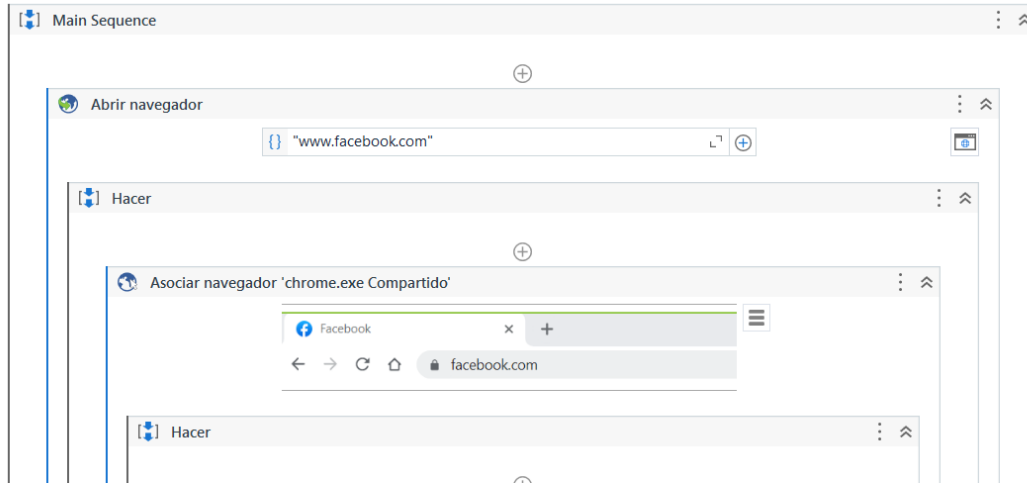 Main Sequence
Abrir navegador
"www.facebook.com"
Hacer
Asociar navegador 'chrome.exe Compartido'
Facebook
facebook.com
Hacer